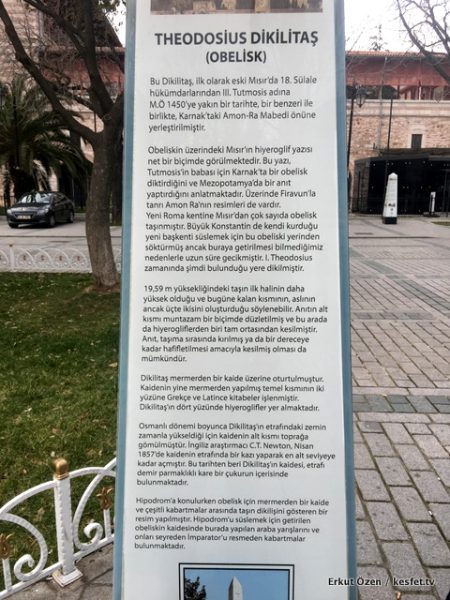 THEODOSIUS DİKİLİTAŞ
(OBELİSK)
Bu Dikilitaş, ilk olarak eski Mısır'da 18. Sülale
hükümdarlarından III. Tutmosis adına
M.Ö 1450'ye yakın bir tarihte, bir benzeri ile
birlikte, Karnak'taki Amon-Ra Mabedi önüne
yerleştirilmiştir.
Obeliskin üzerindeki Mısır'ın hiyeroglif yazısı
net bir biçimde görülmektedir. Bu yazı,
Tutmosis'in babası için Karnak'ta bir obelisk
diktirdiğini ve Mezopotamya'da bir anıt
yaptırdığını anlatmaktadır. Üzerinde Firavun'la
tanrı Amon Ra'nın resimleri de vardır.
Yeni Roma kentine Mısır'dan çok sayıda obelisk
taşınmıştır. Büyük Konstantin de kendi kurduğu
yeni başkenti süslemek için bu obeliski yerinden
söktürmüş ancak buraya getirilmesi bilmediğimiz
nedenlerle uzun süre gecikmiştir. I. Theodosius
zamanında şimdi bulunduğu yere dikilmiştir.
19,59 m yüksekliğindeki taşın ilk halinin daha
yüksek olduğu ve bugüne kalan kısmının, aslının
ancak üçte ikisini oluşturduğu söylenebilir. Anıtın alt
kısmı muntazam bir biçimde düzletilmiş ve bu arada
da hiyerogliflerden biri tam ortasından kesilmiştir.
Anıt, taşıma sırasında kırılmış ya da bir dereceye
kadar hafifletilmesi amacıyla kesilmiş olması da
mümkündür.
Dikilitaş mermerden bir kaide üzerine oturtulmuştur.
Kaidenin yine mermerden yapılmış temel kısmının iki
yüzüne Grekçe ve Latince kitabeler işlenmiştir.
Dikilitaş'ın dört yüzünde hiyeroglifler yer almaktadır.
Osmanlı dönemi boyunca Dikilitaş'ın etrafındaki zemin
zamanla yükseldiği için kaidenin alt kısmı toprağa
gömülmüştür. İngiliz araştırmacı C.T. Newton, Nisan
1857'de kaidenin etrafında bir kazı yaparak en alt seviyeye
kadar açmıştır. Bu tarihten beri Dikilitaş'ın kaidesi, etrafı
demir parmaklıklı kare bir çukurun içerisinde
bulunmaktadır.
Hipodrom'a konulurken obelisk için mermerden bir kaide
ve çeşitli kabartmalar arasında taşın dikilişini gösteren bir
resim yapılmıştır. Hipodrom'u süslemek için getirilen
obeliskin kaidesinde burada yapılan araba yarışlarını ve
onları seyreden İmparator'u resmeden kabartmalar
bulunmaktadır.
Erkut Özen / kesfet.tv